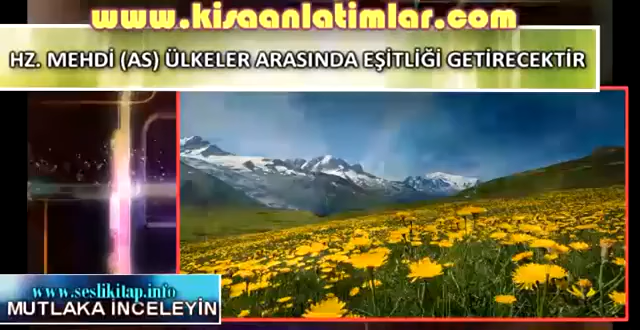 www.kisaanlatimlar.com
HZ. MEHDİ (AS) ÜLKELER ARASINDA EŞİTLİĞİ GETİRECEKTİR
www.seslikitap.info
MUTLAKA İNCELEYİN